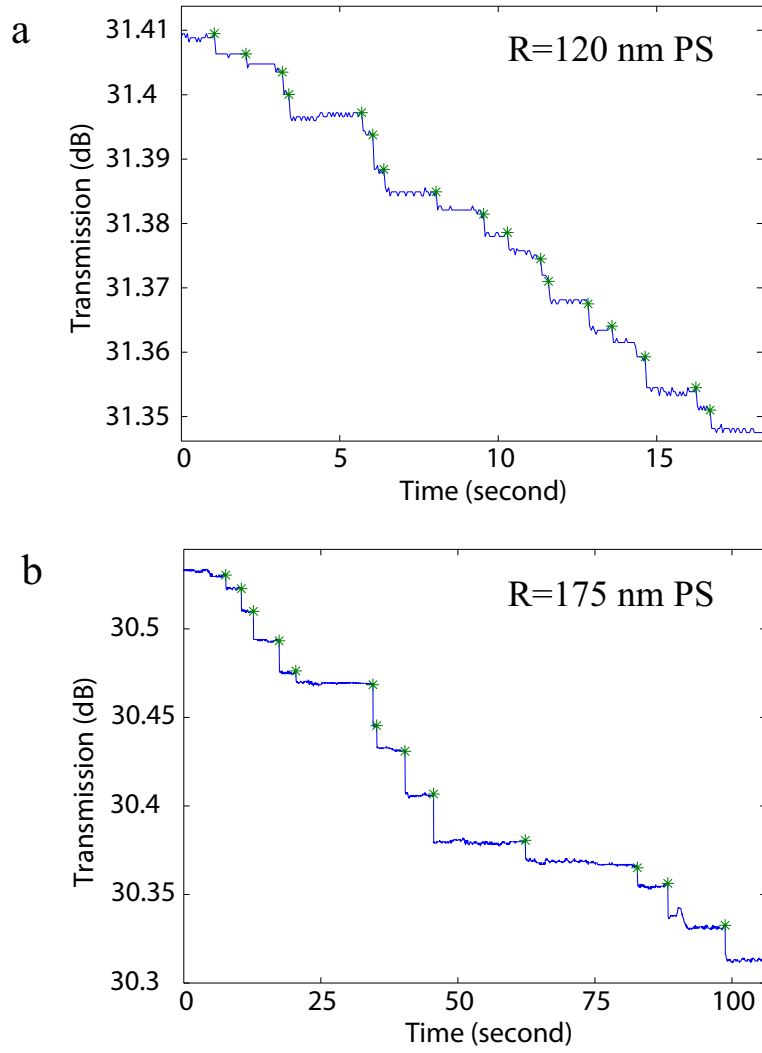 a
R=120 nm PS
31.41
31.4
31.39
31.38
31.37
31.36
31.35
Transmission (dB)
0 5 10 15
Time (second)
b
R=175 nm PS
30.5
30.45
30.4
30.35
30.3
Transmission (dB)
0 25 50 75 100
Time (second)